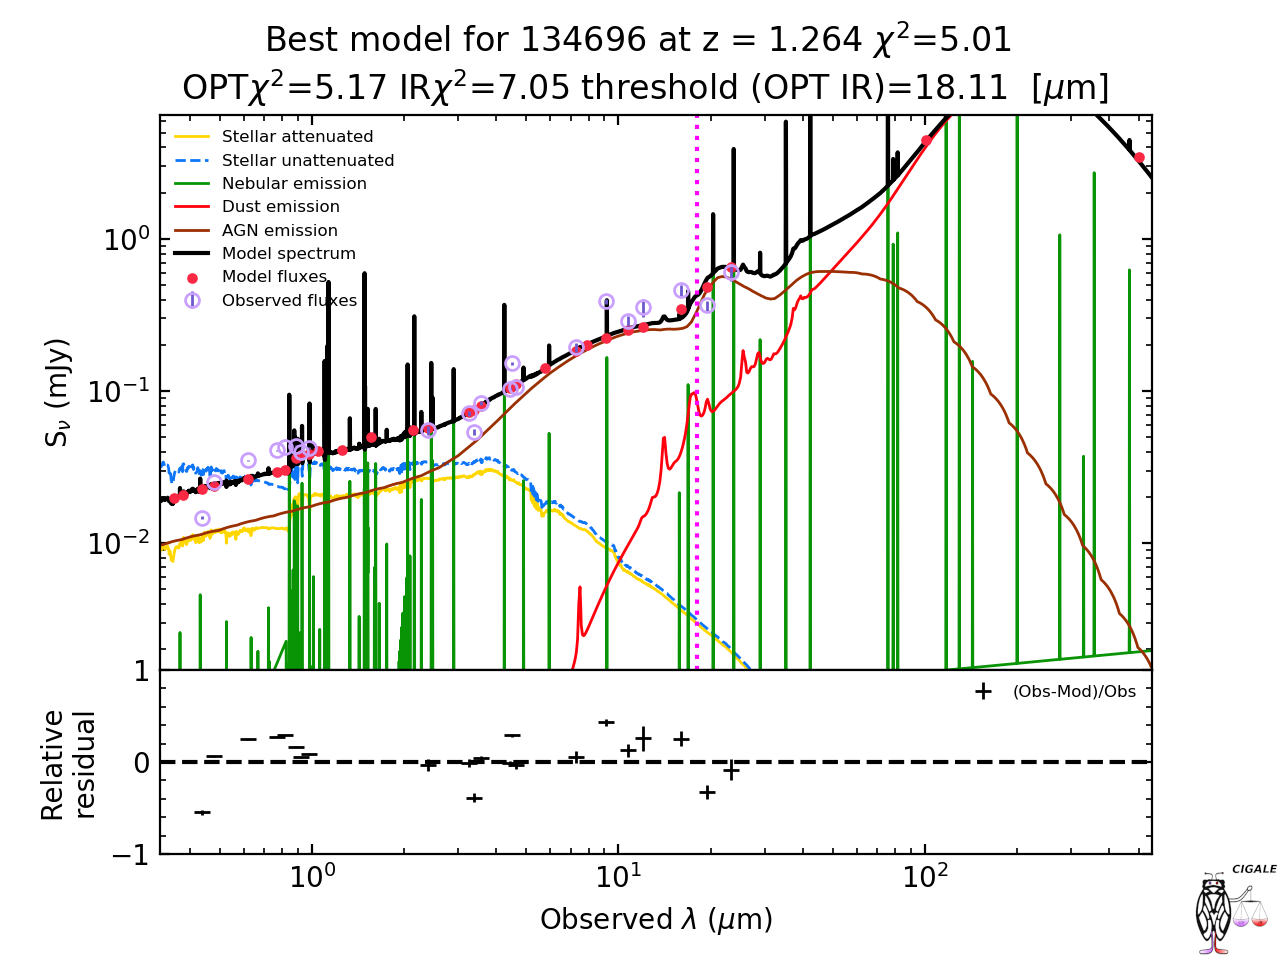 Best model for 134696 at z = 1.264 χ²=5.01
OPTχ²=5.17 IRχ²=7.05 threshold (OPT IR)=18.11 [μm]
Stellar attenuated
Stellar unattenuated
Nebular emission
Dust emission
AGN emission
Model spectrum
Model fluxes
Observed fluxes
10⁰
10⁻¹
10⁻²
Sν (mJy)
1
0
−1
Relative
residual
(Obs-Mod)/Obs
10⁰ 10¹ 10²
Observed λ (μm)
CIGALE